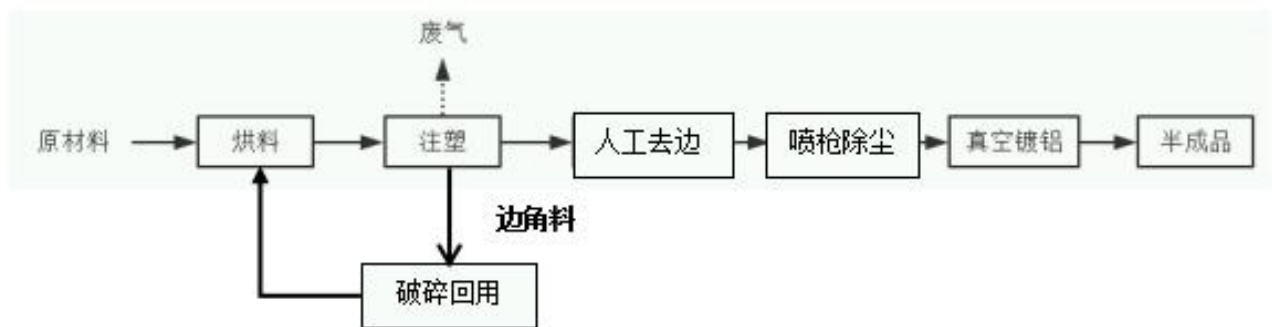 废气
原材料
烘料
注塑
人工去边
喷枪除尘
真空镀铝
半成品
边角料
破碎回用